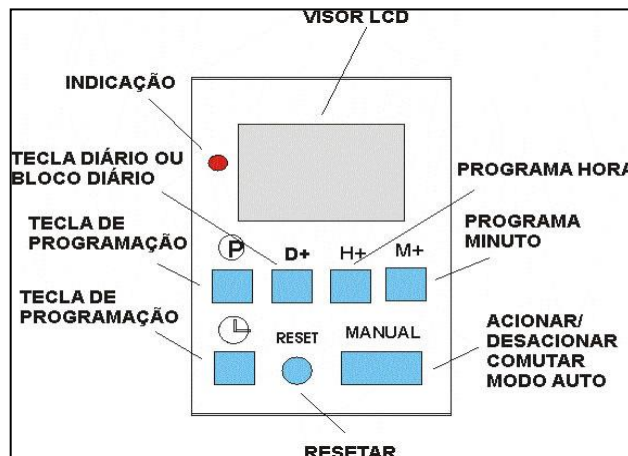 VISOR LCD
INDICAÇÃO
TECLA DIÁRIO OU
BLOCO DIÁRIO
PROGRAMA HORA
TECLA DE
PROGRAMAÇÃO
PROGRAMA
MINUTO
P D+ H+ M+
TECLA DE
PROGRAMAÇÃO
RESET MANUAL
ACIONAR/
DESACIONAR
COMUTAR
MODO AUTO
RESETAR